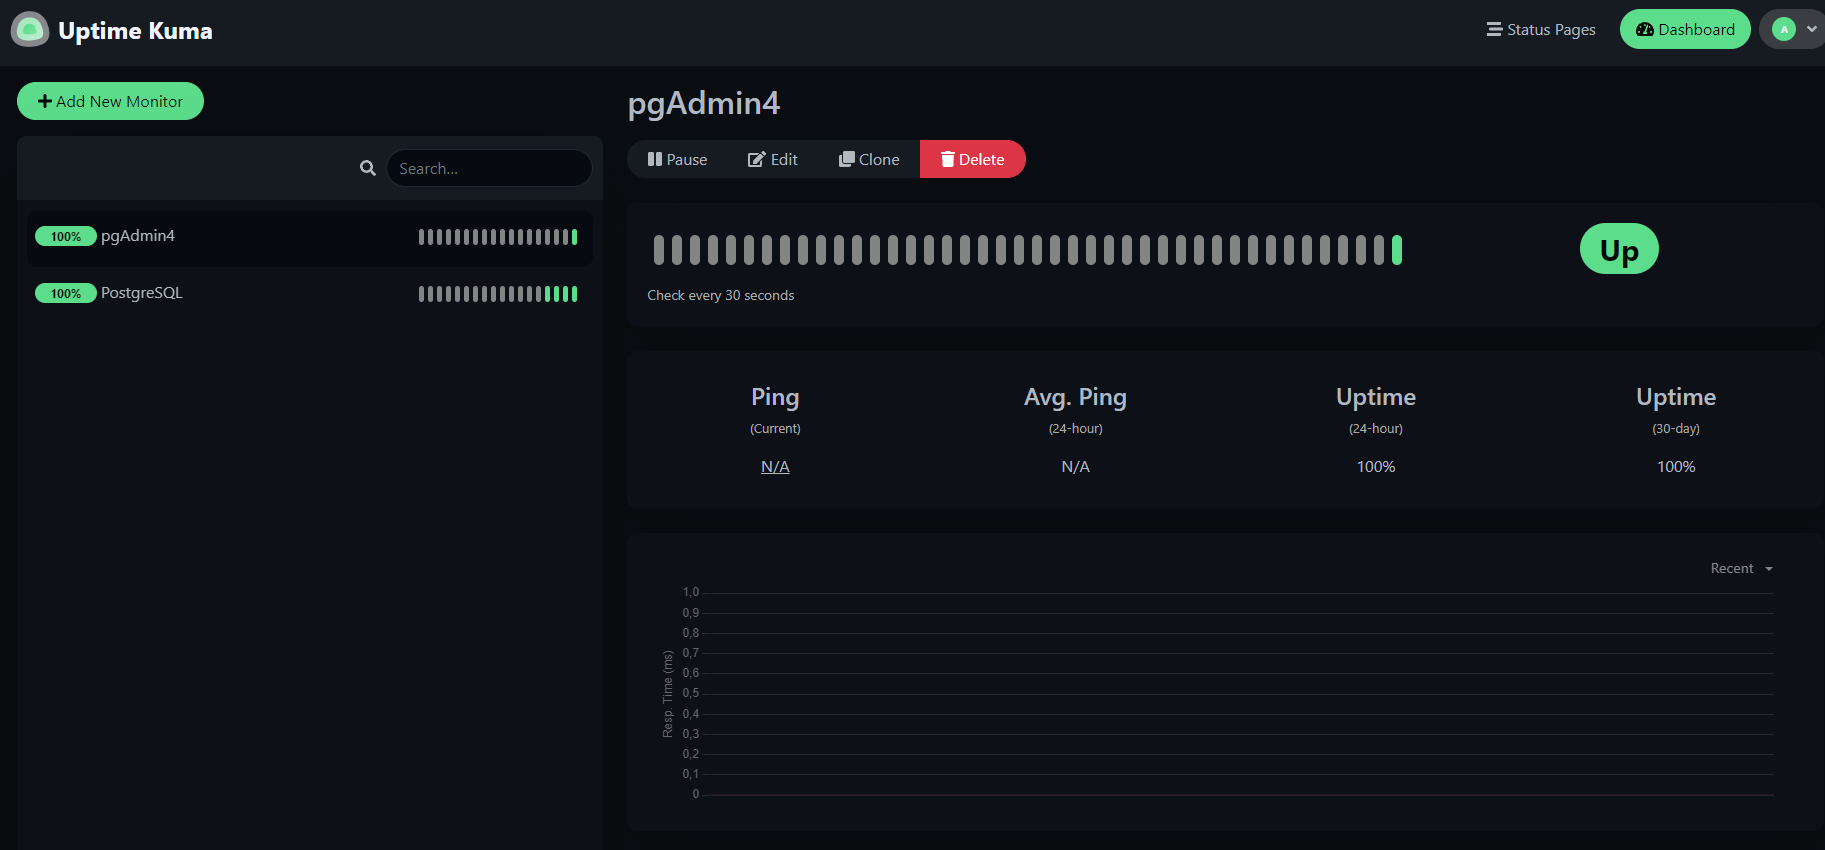 Uptime Kuma
Status Pages
Dashboard
A
Add New Monitor
Search...
100% pgAdmin4
100% PostgreSQL
pgAdmin4
Pause Edit Clone Delete
Up
Check every 30 seconds
Ping
(Current)
N/A
Avg. Ping
(24-hour)
N/A
Uptime
(24-hour)
100%
Uptime
(30-day)
100%
Recent
Resp. Time (ms)
1,0
0,9
0,8
0,7
0,6
0,5
0,4
0,3
0,2
0,1
0